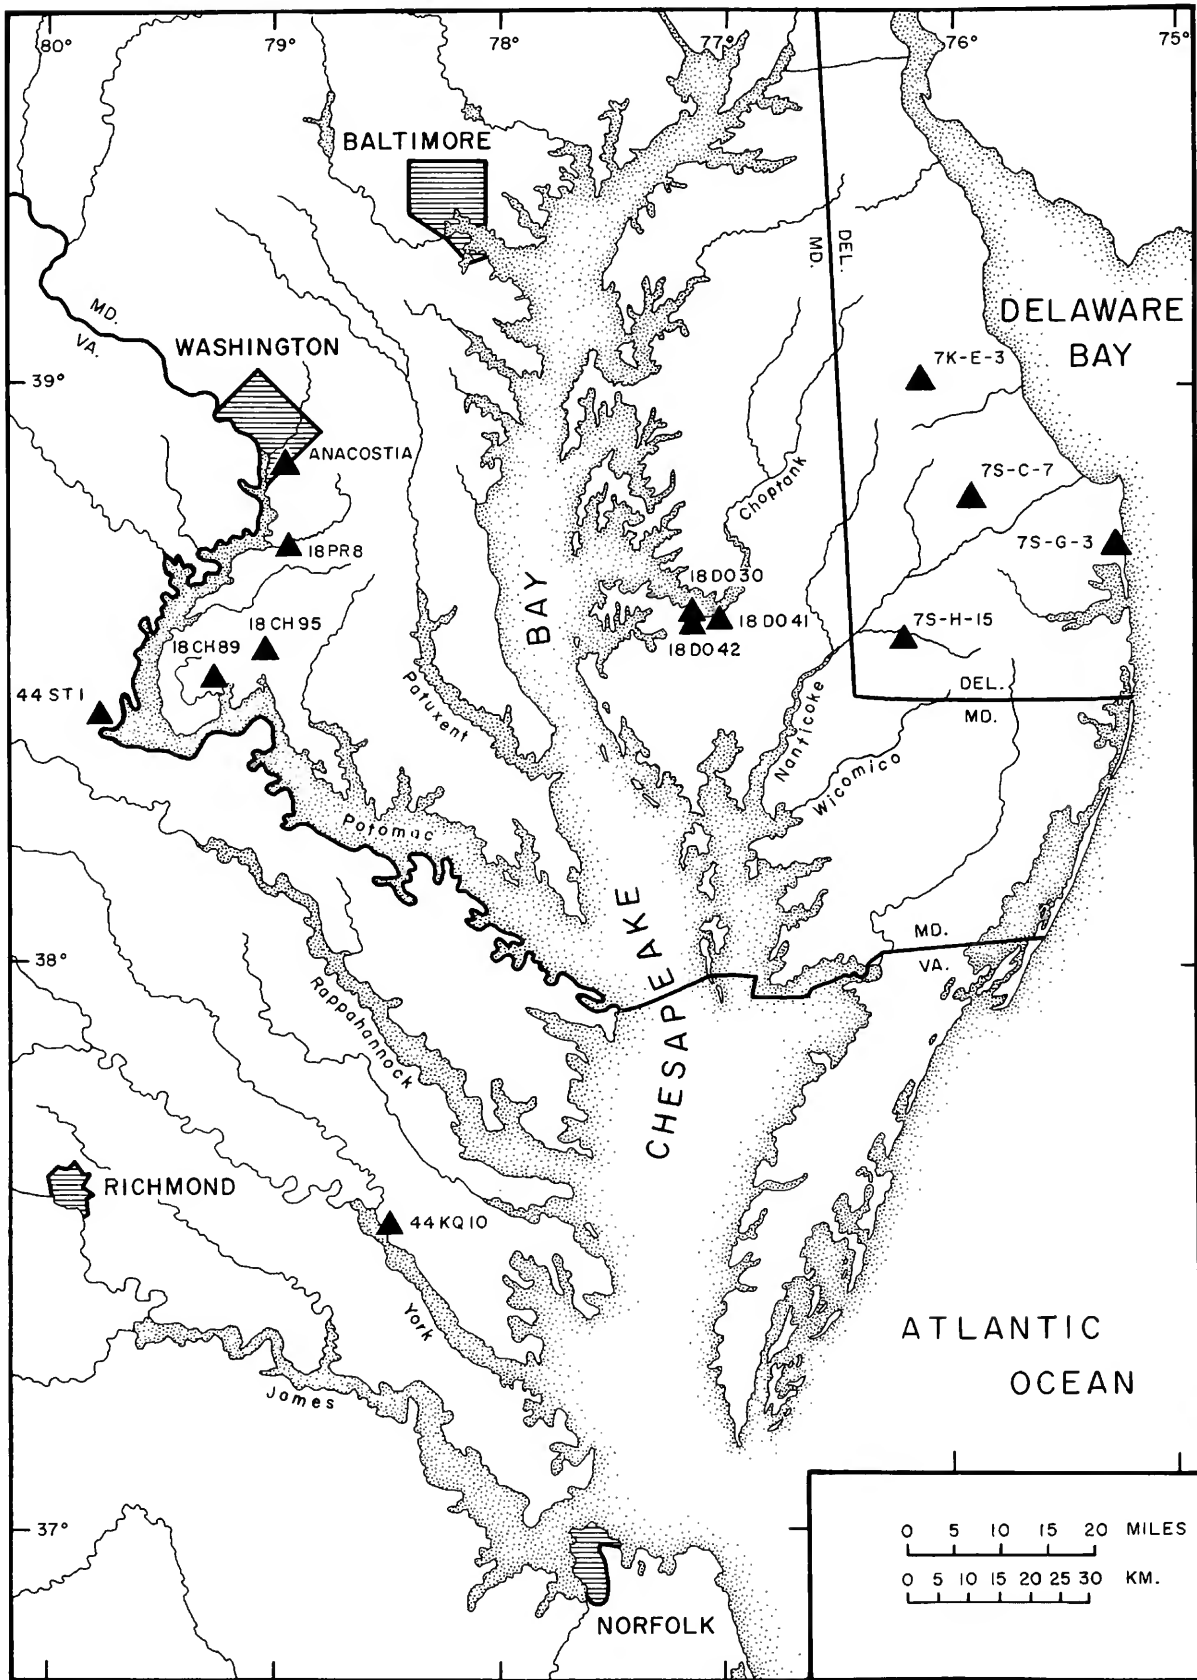 80°
79°
78°
77°
76°
75°
BALTIMORE
DEL.
MD.
DELAWARE
BAY
MD.
VA.
WASHINGTON
39°
7K-E-3
ANACOSTIA
Choptank
7S-C-7
7S-G-3
18PR8
BAY
18DO30
18DO41
18DO42
7S-H-15
18CH95
18CH89
44ST1
Patuxent
Nanticoke
DEL.
MD.
Wicomico
Potomac
MD.
VA.
38°
CHESAPEAKE
Rappahannock
RICHMOND
44KQ10
York
ATLANTIC
OCEAN
James
37°
0 5 10 15 20 MILES
0 5 10 15 20 25 30 KM.
NORFOLK